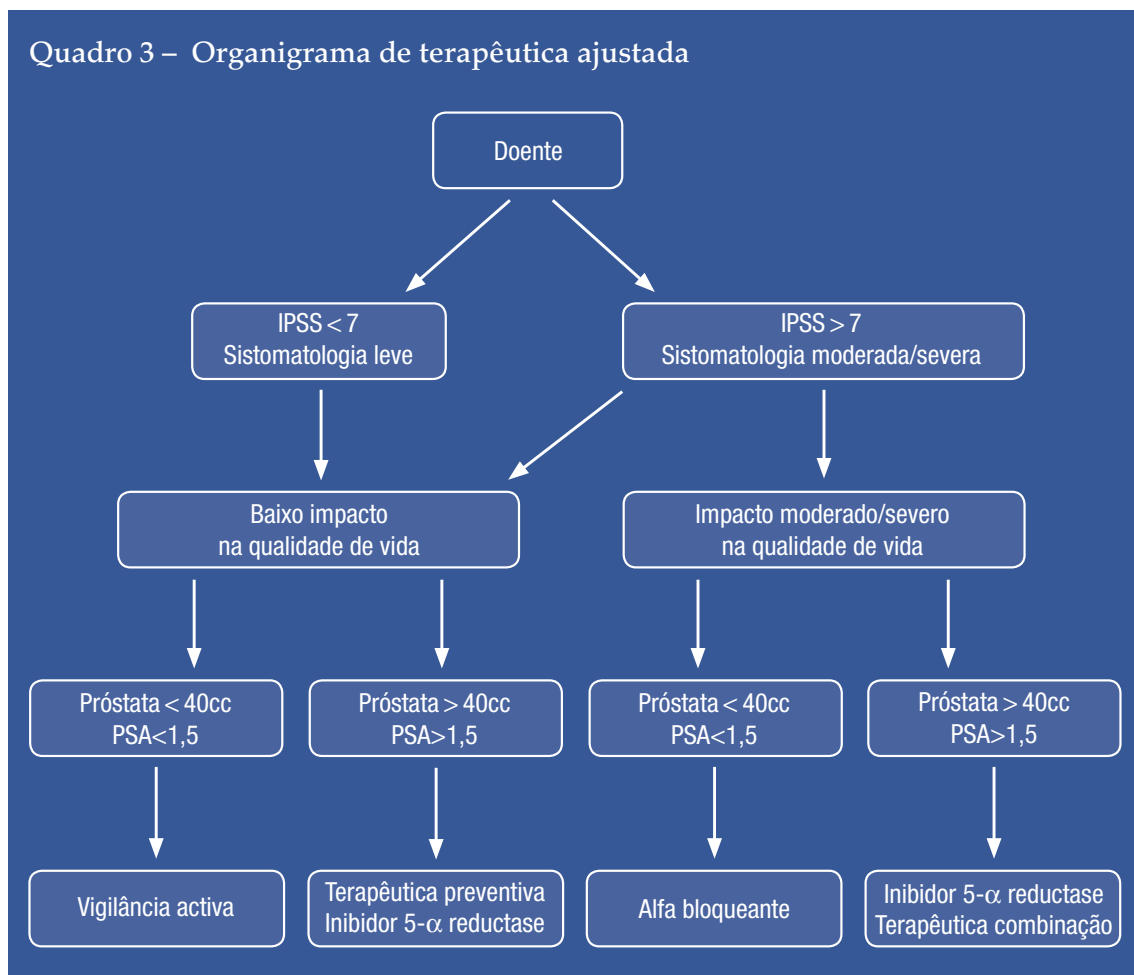 Quadro 3 – Organigrama de terapêutica ajustada
Doente
IPSS < 7
Sistomatologia leve
IPSS > 7
Sistomatologia moderada/severa
Baixo impacto
na qualidade de vida
Impacto moderado/severo
na qualidade de vida
Próstata < 40cc
PSA<1,5
Próstata > 40cc
PSA>1,5
Próstata < 40cc
PSA<1,5
Próstata > 40cc
PSA>1,5
Vigilância activa
Terapêutica preventiva
Inibidor 5-α reductase
Alfa bloqueante
Inibidor 5-α reductase
Terapêutica combinação